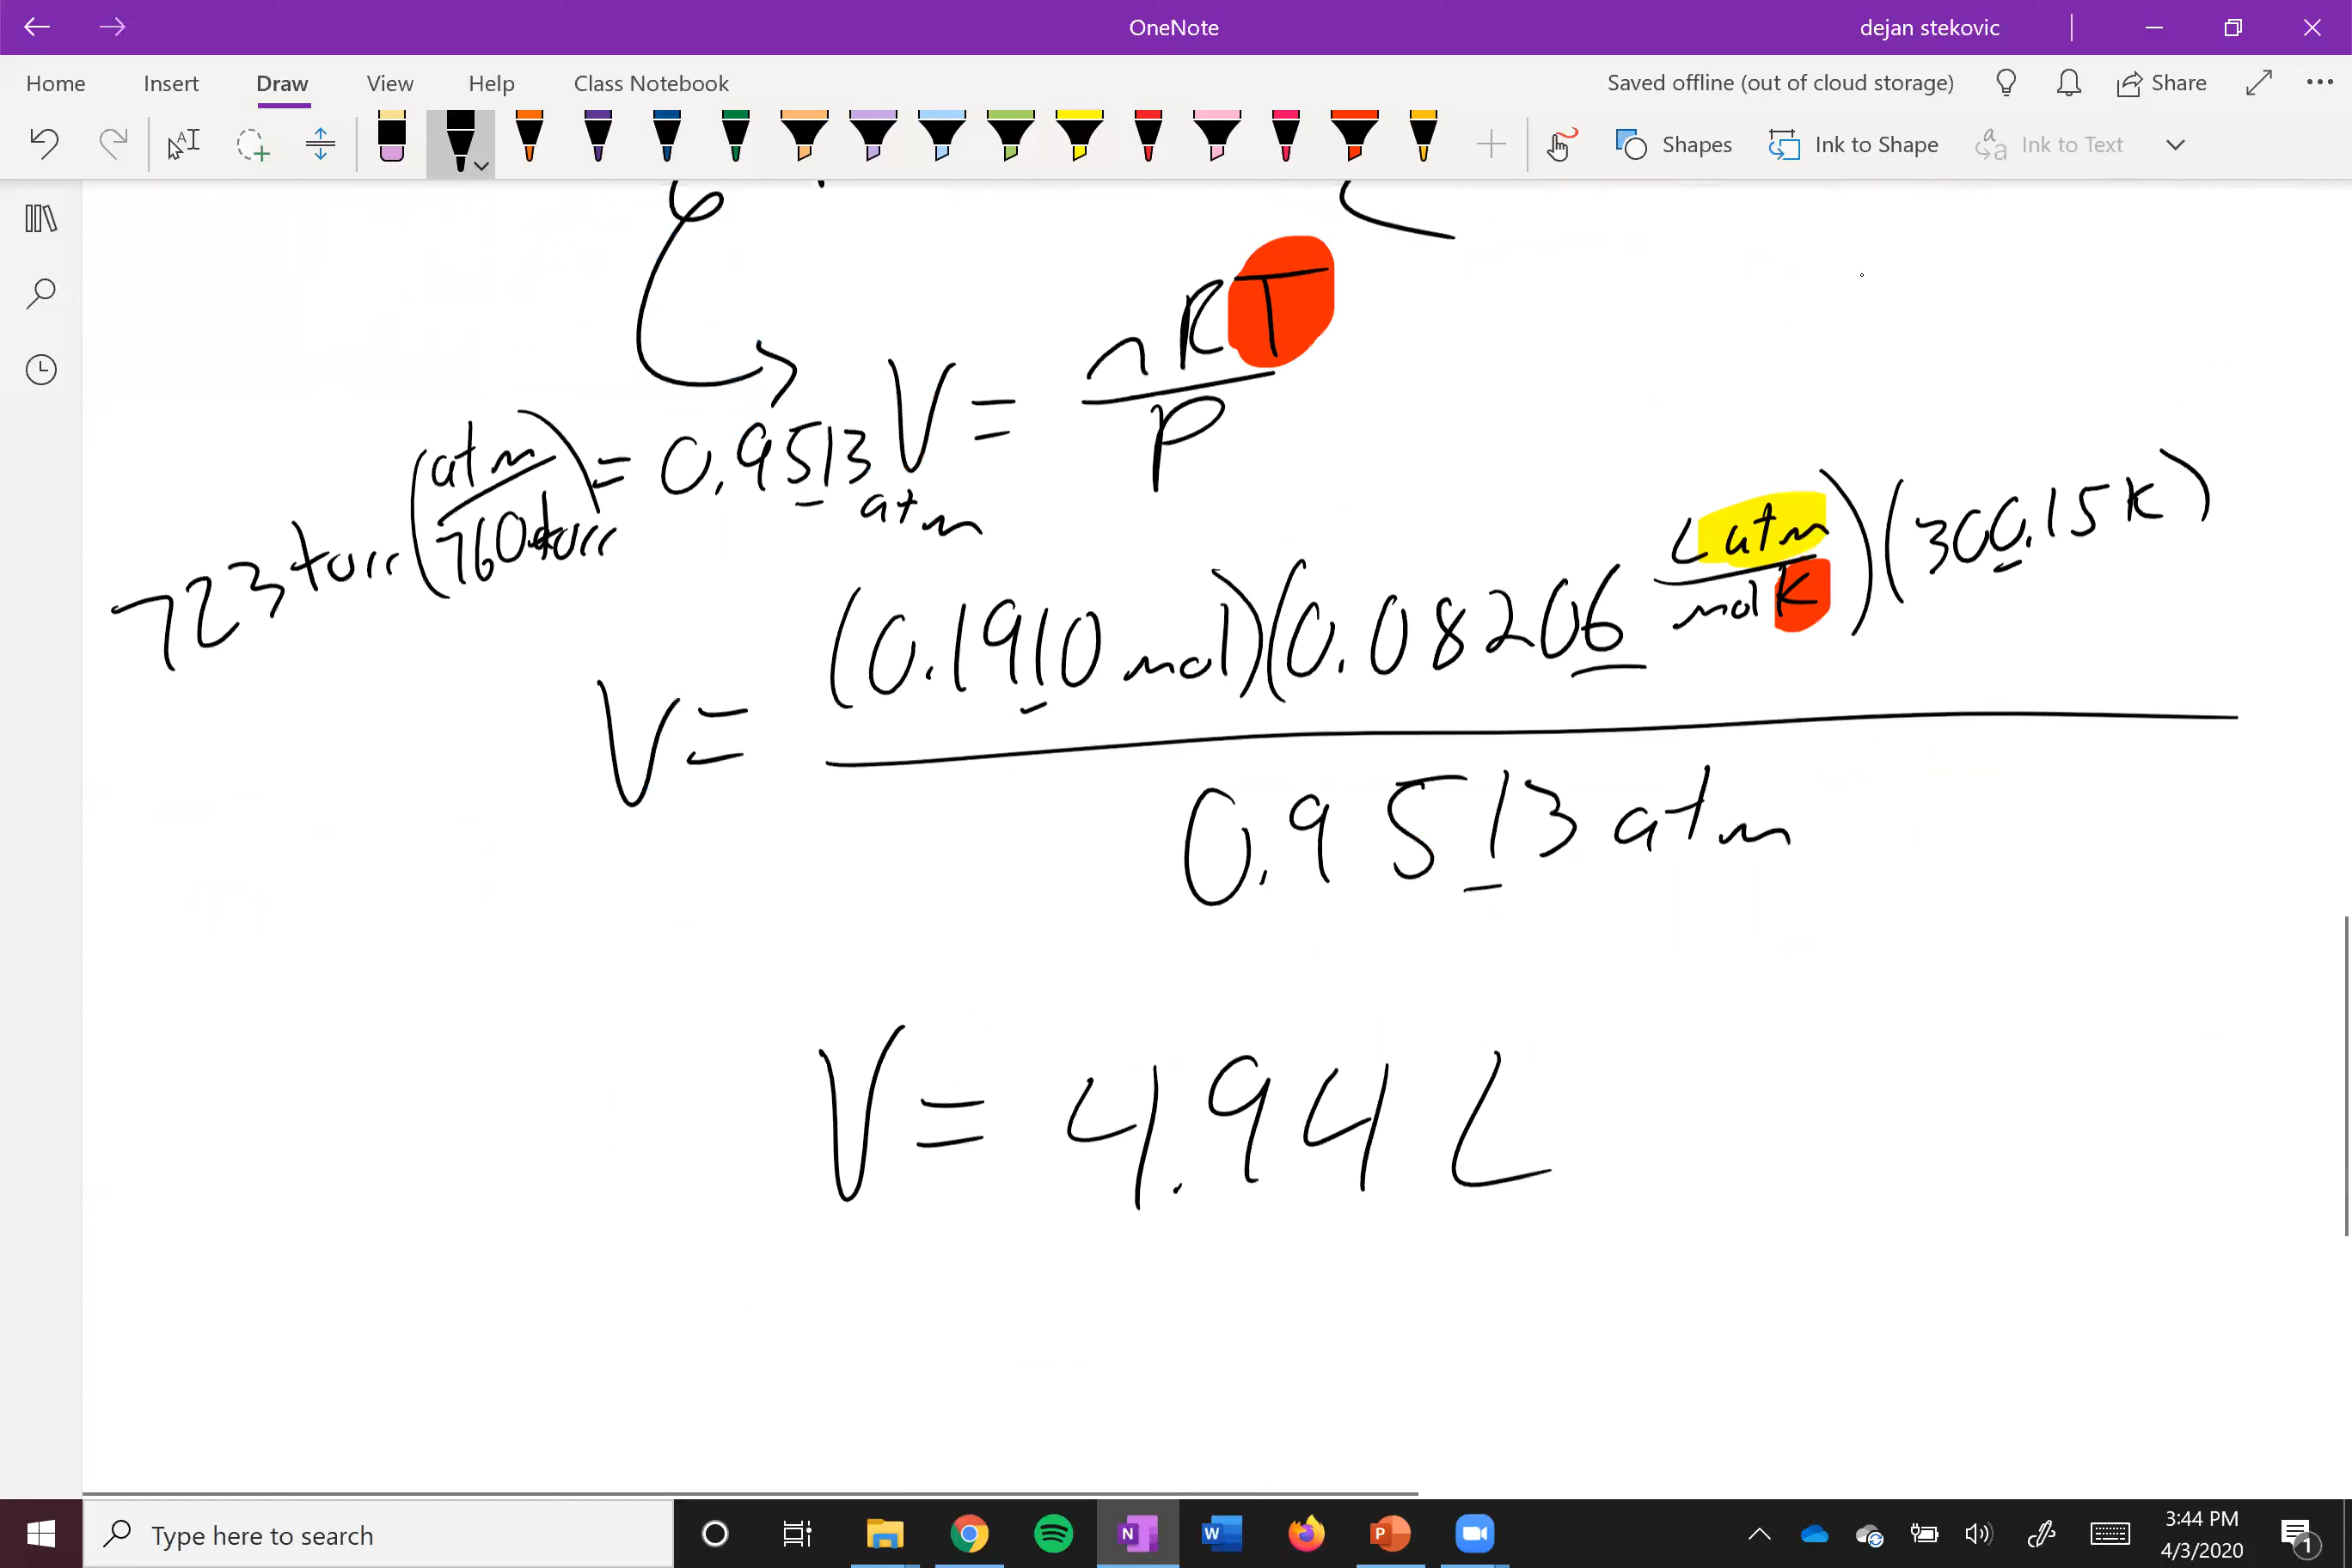 OneNote
dejan stekovic
Home Insert Draw View Help Class Notebook
Saved offline (out of cloud storage) Share
Shapes Ink to Shape Ink to Text
V = nRT / P
723 torr (atm / 760 torr) = 0.9513 atm
V = (0.1910 mol)(0.08206 L atm / mol K)(300.15 K)
0.9513 atm
V = 4.94 L
Type here to search
3:44 PM
4/3/2020
1